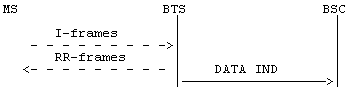 MS BTS BSC
I-frames
RR-frames
DATA IND